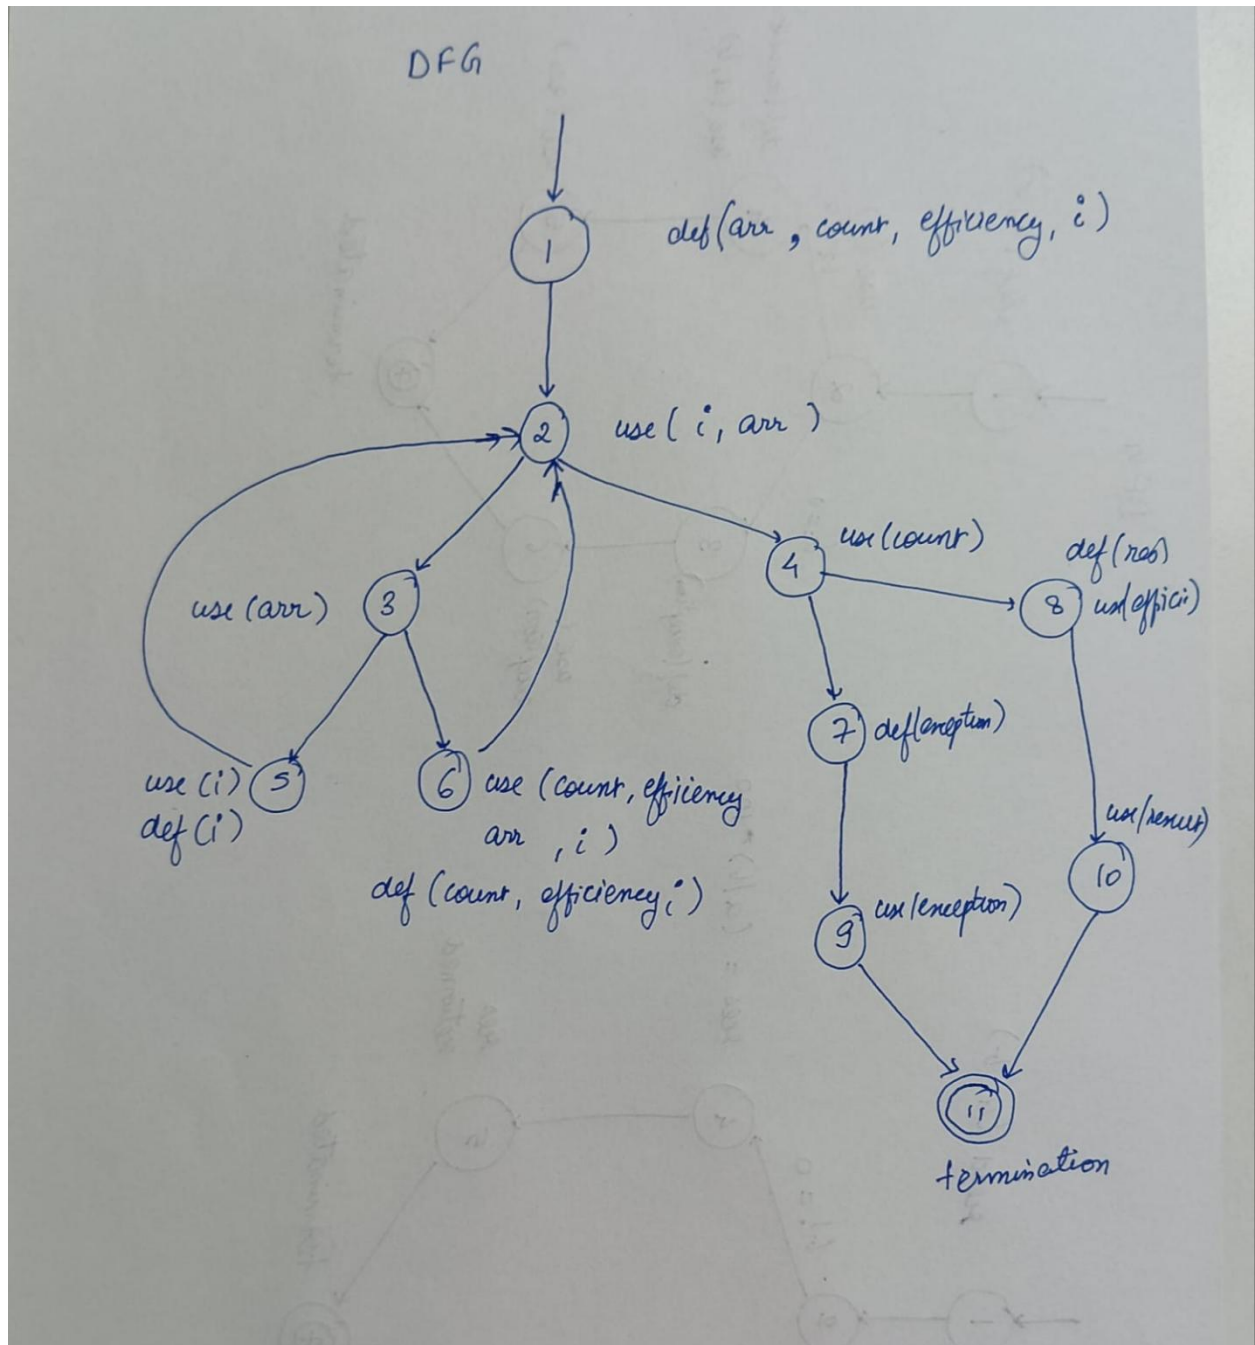 DFG
1
def(arr, count, efficiency, i)
2
use( i, arr )
use(count)
4
def(res)
use(arr)
3
8
use(efficii)
7
def(exception)
use (i)
5
6
use (count, efficiency
def(i)
arr , i )
use(result)
10
def (count, efficiency, i)
use(exception)
9
11
termination